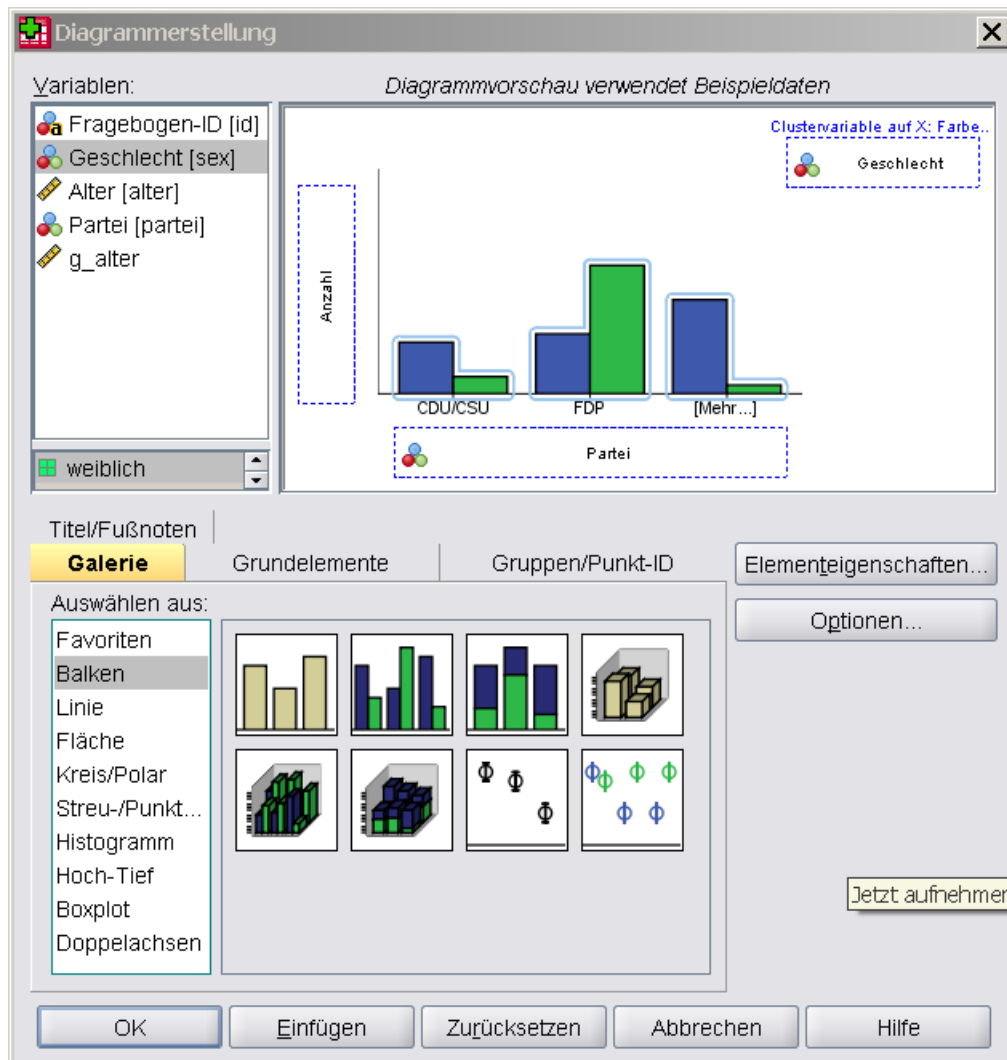 Diagrammerstellung
Variablen:
Diagrammvorschau verwendet Beispieldaten
Fragebogen-ID [id]
Geschlecht [sex]
Alter [alter]
Partei [partei]
g_alter
weiblich
Clustervariable auf X: Farbe..
Geschlecht
Anzahl
CDU/CSU FDP [Mehr...]
Partei
Titel/Fußnoten
Galerie Grundelemente Gruppen/Punkt-ID
Elementeigenschaften...
Optionen...
Auswählen aus:
Favoriten
Balken
Linie
Fläche
Kreis/Polar
Streu-/Punkt...
Histogramm
Hoch-Tief
Boxplot
Doppelachsen
Jetzt aufnehmen
OK Einfügen Zurücksetzen Abbrechen Hilfe